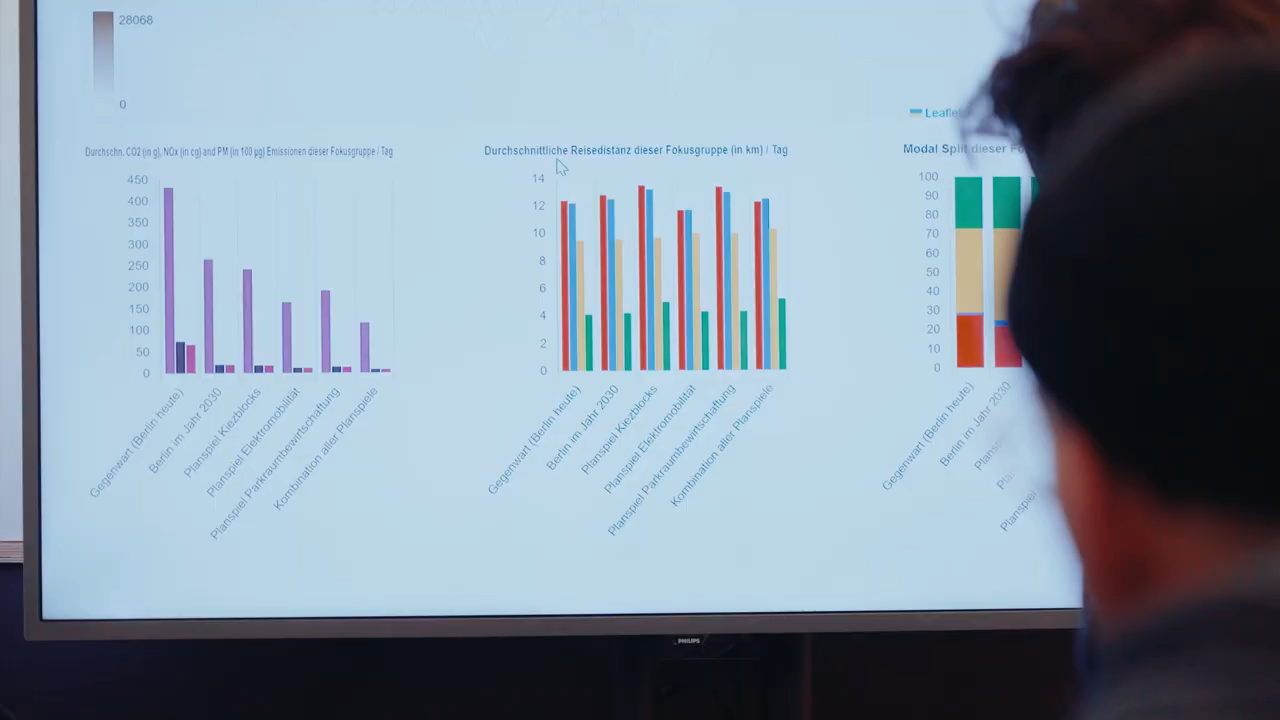 28068
0
Leaflet
Durchschn. CO2 (in g), NOx (in cg) and PM (in 100 µg) Emissionen dieser Fokusgruppe / Tag
450
400
350
300
250
200
150
100
50
0
Gegenwart (Berlin heute)
Berlin im Jahr 2030
Planspiel Kiezblocks
Planspiel Elektromobilität
Planspiel Parkraumbewirtschaftung
Kombination aller Planspiele
Durchschnittliche Reisedistanz dieser Fokusgruppe (in km) / Tag
14
12
10
8
6
4
2
0
Gegenwart (Berlin heute)
Berlin im Jahr 2030
Planspiel Kiezblocks
Planspiel Elektromobilität
Planspiel Parkraumbewirtschaftung
Kombination aller Planspiele
Modal Split dieser Fo
100
90
80
70
60
50
40
30
20
10
0
Gegenwart (Berlin heute)
Berlin im Jahr 2030
Planspiel
PHILIPS